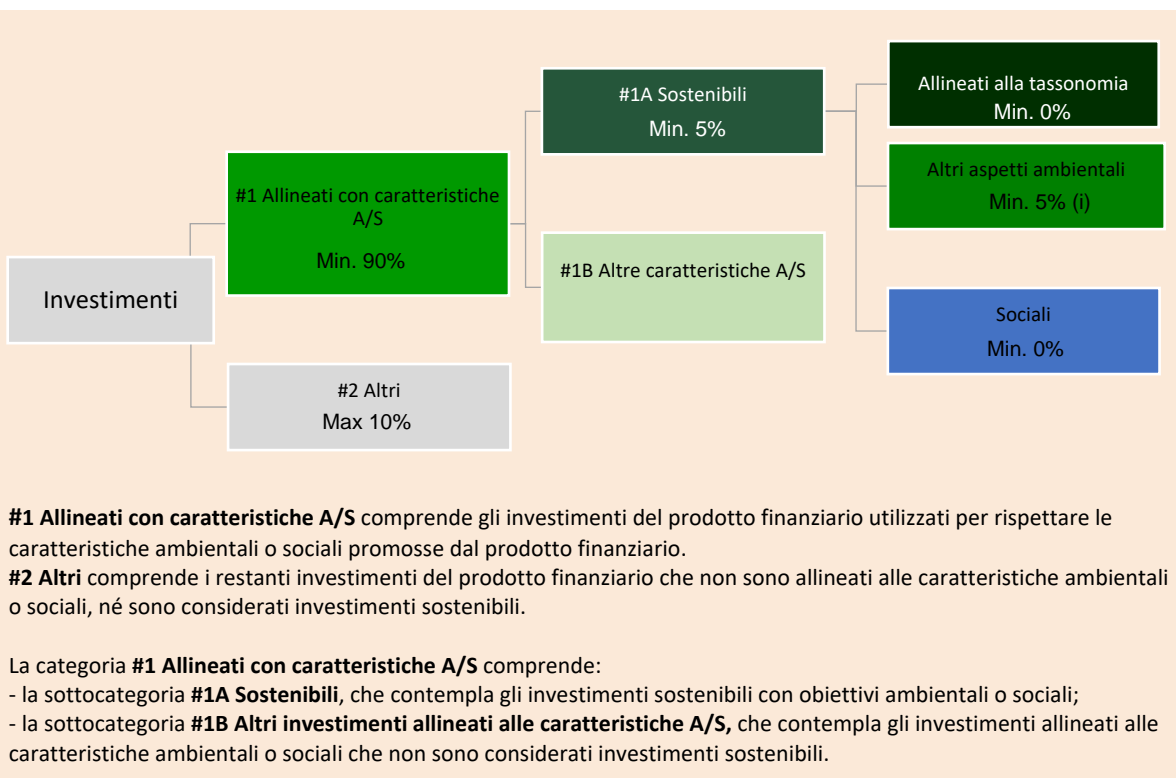 Investimenti
#1 Allineati con caratteristiche
A/S
Min. 90%
#2 Altri
Max 10%
#1A Sostenibili
Min. 5%
#1B Altre caratteristiche A/S
Allineati alla tassonomia
Min. 0%
Altri aspetti ambientali
Min. 5% (i)
Sociali
Min. 0%
#1 Allineati con caratteristiche A/S comprende gli investimenti del prodotto finanziario utilizzati per rispettare le
caratteristiche ambientali o sociali promosse dal prodotto finanziario.
#2 Altri comprende i restanti investimenti del prodotto finanziario che non sono allineati alle caratteristiche ambientali
o sociali, né sono considerati investimenti sostenibili.
La categoria #1 Allineati con caratteristiche A/S comprende:
- la sottocategoria #1A Sostenibili, che contempla gli investimenti sostenibili con obiettivi ambientali o sociali;
- la sottocategoria #1B Altri investimenti allineati alle caratteristiche A/S, che contempla gli investimenti allineati alle
caratteristiche ambientali o sociali che non sono considerati investimenti sostenibili.